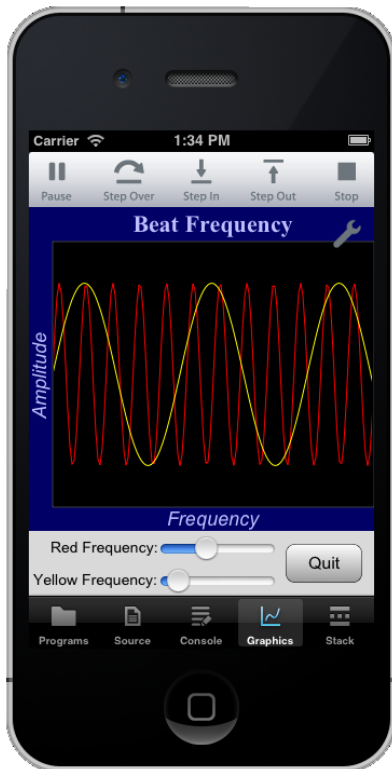 Carrier 1:34 PM
Pause Step Over Step In Step Out Stop
Beat Frequency
Amplitude
Frequency
Red Frequency:
Yellow Frequency:
Quit
Programs Source Console Graphics Stack